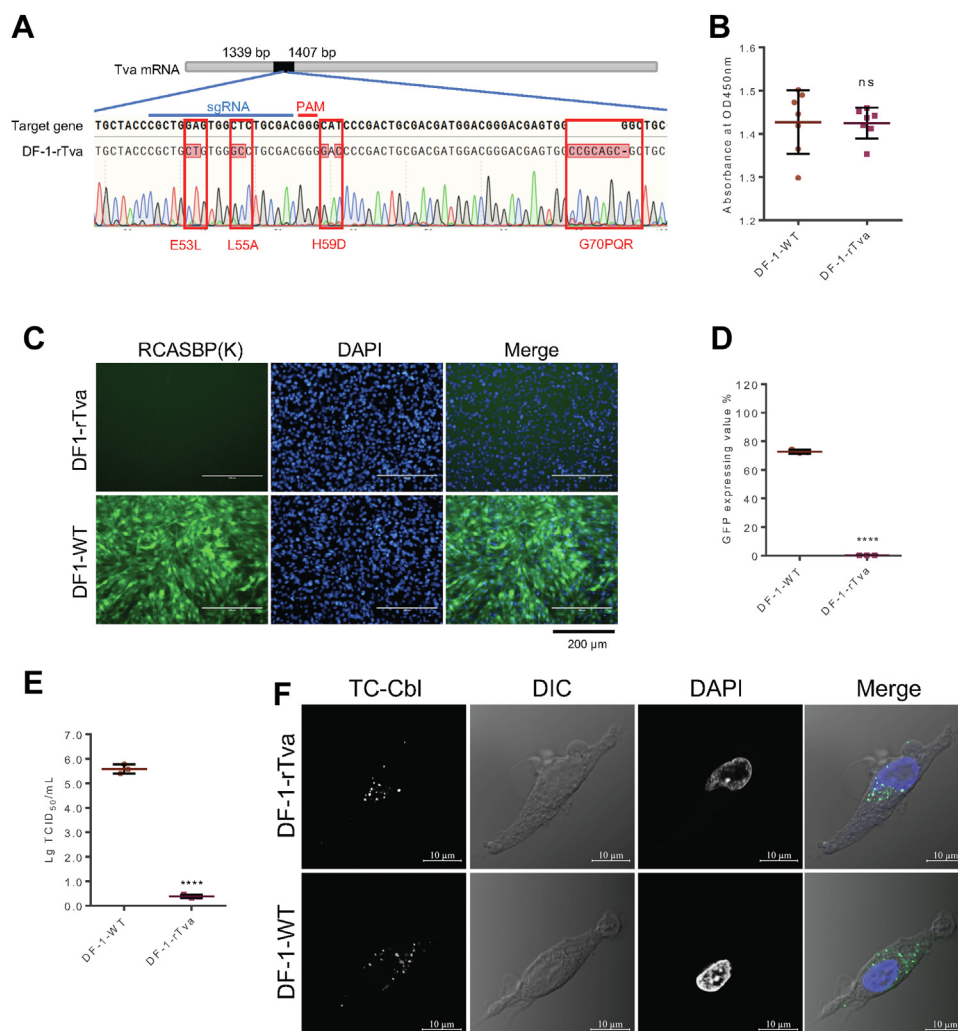 A
1339 bp 1407 bp
Tva mRNA
sgRNA PAM
Target gene TGCTACCCGCTGGAGTGGCTCTGCGACGGGCATCCCGACTGCGACGATGGACGGGACGAGTGG GGCTGC
DF-1-rTva TGCTACCCGCTGCTGTGGGCCTGCGACGGGGACCCCGACTGCGACGATGGACGGGACGAGTGGCCGCAGC-GCTGC
E53L L55A H59D G70PQR
B
Absorbance at OD450nm
1.6
1.5
1.4
1.3
1.2
ns
DF-1-WT
DF-1-rTva
C
RCASBP(K) DAPI Merge
DF1-rTva
DF1-WT
200 µm
D
GFP expressing value %
120
100
80
60
40
20
0
****
DF-1-WT
DF-1-rTva
E
Lg TCID50/mL
7.0
6.0
5.0
4.0
3.0
2.0
1.0
0.0
****
DF-1-WT
DF-1-rTva
F
TC-Cbl DIC DAPI Merge
DF-1-rTva
10 µm 10 µm 10 µm 10 µm
DF-1-WT
10 µm 10 µm 10 µm 10 µm